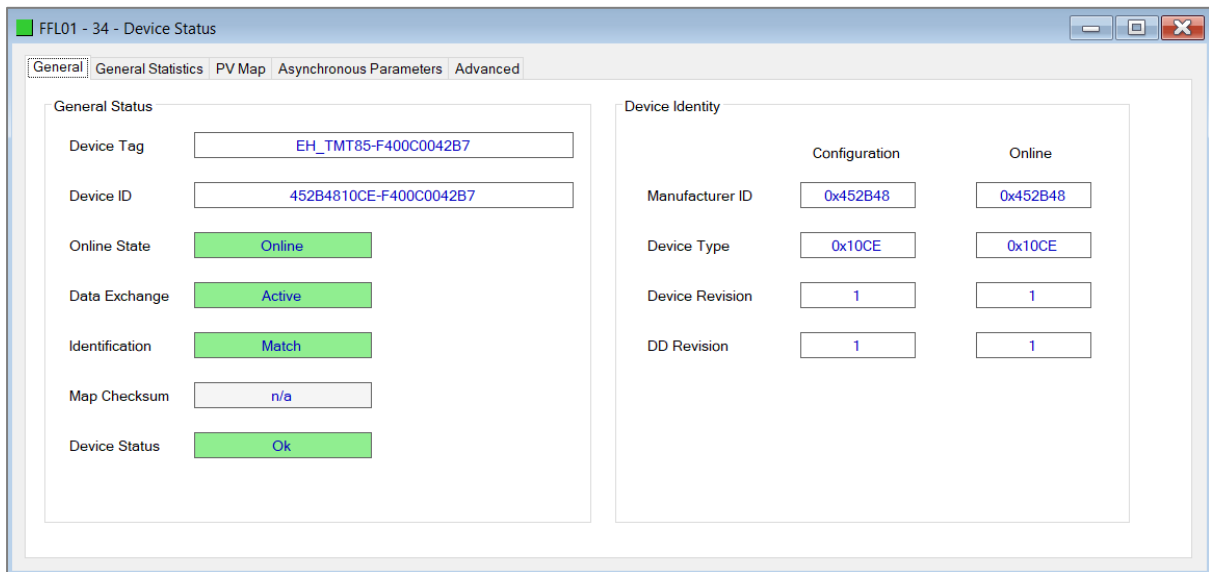 FFL01 - 34 - Device Status
General General Statistics PV Map Asynchronous Parameters Advanced
General Status
Device Tag EH_TMT85-F400C0042B7
Device ID 452B4810CE-F400C0042B7
Online State Online
Data Exchange Active
Identification Match
Map Checksum n/a
Device Status Ok
Device Identity
Configuration Online
Manufacturer ID 0x452B48 0x452B48
Device Type 0x10CE 0x10CE
Device Revision 1 1
DD Revision 1 1